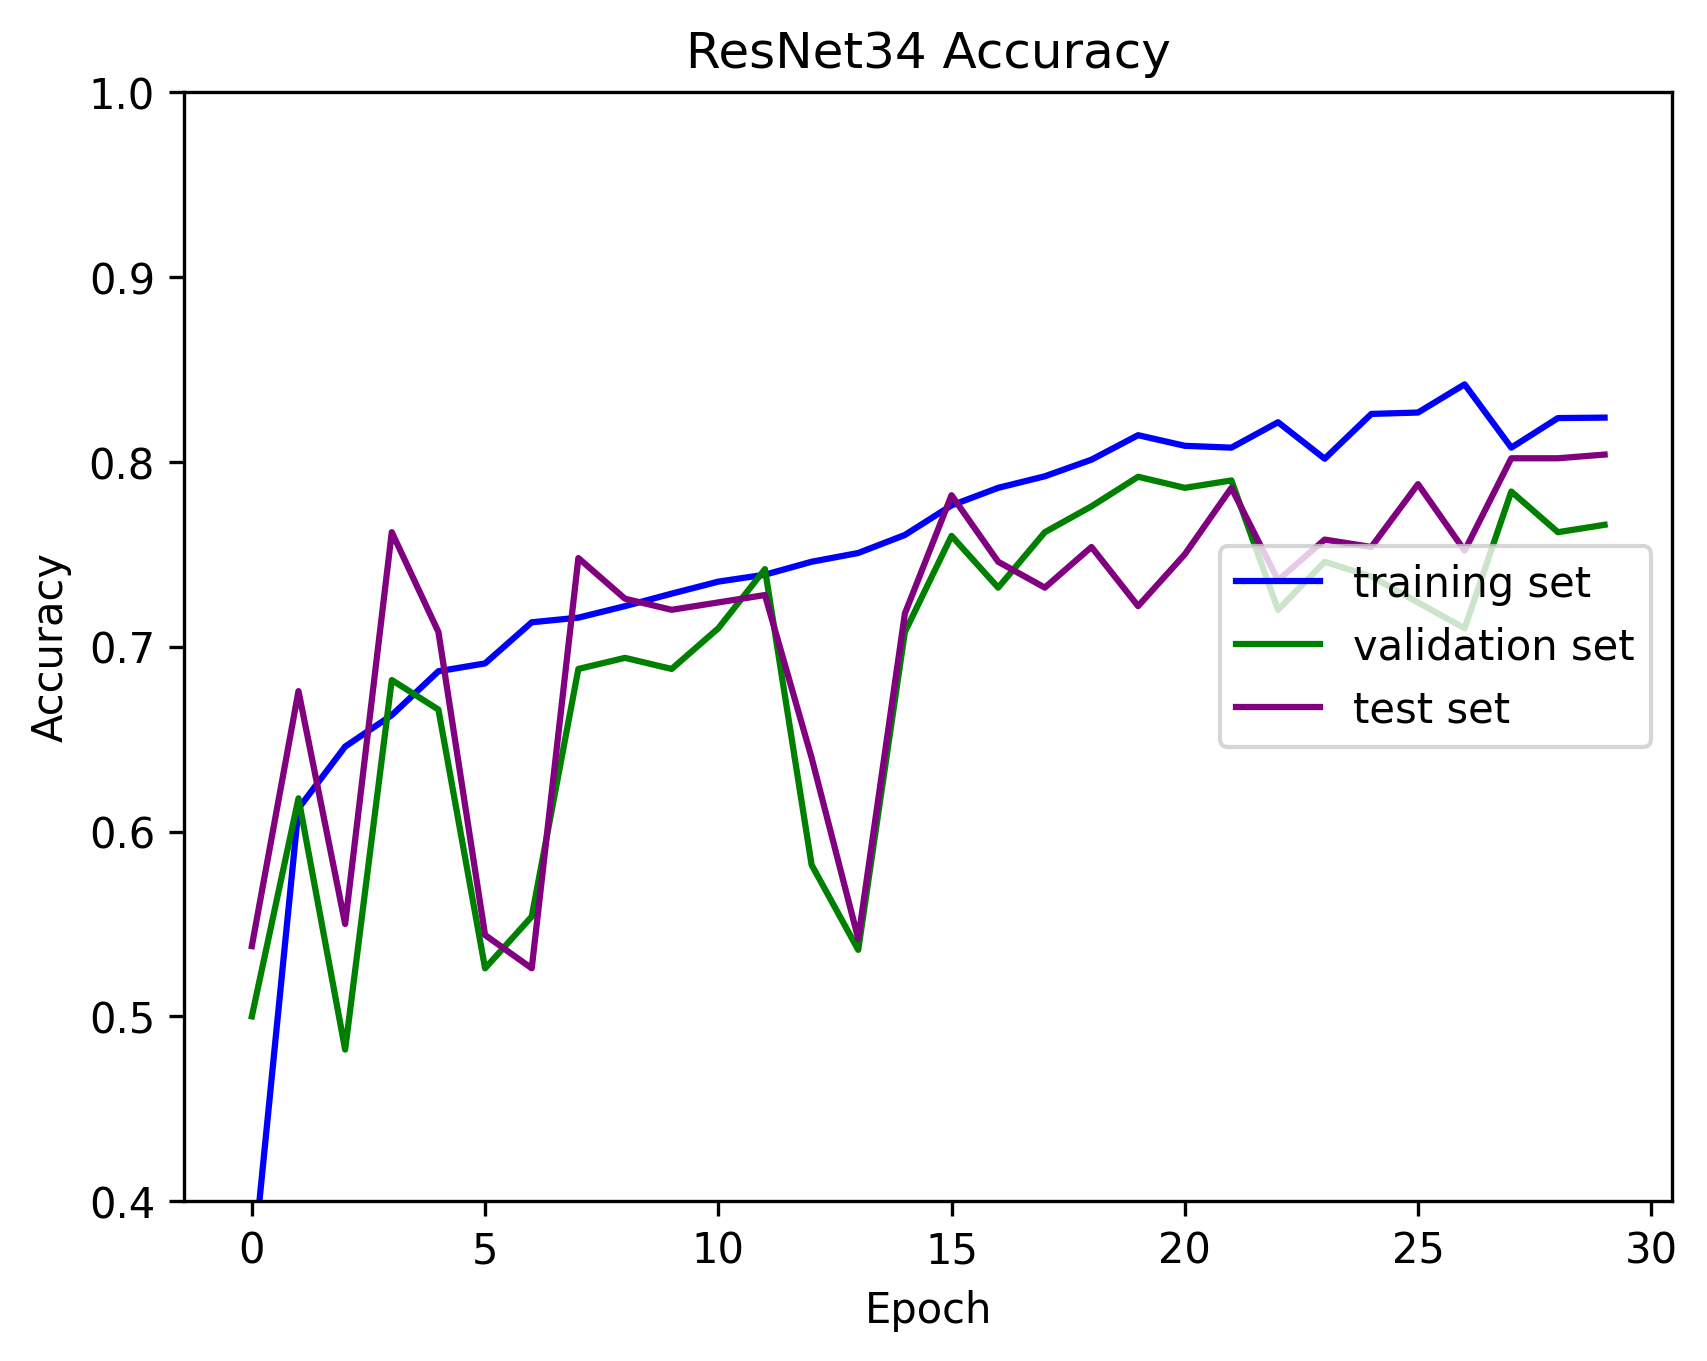 ResNet34 Accuracy
1.0
0.9
0.8
0.7
0.6
0.5
0.4
Accuracy
training set
validation set
test set
0 5 10 15 20 25 30
Epoch